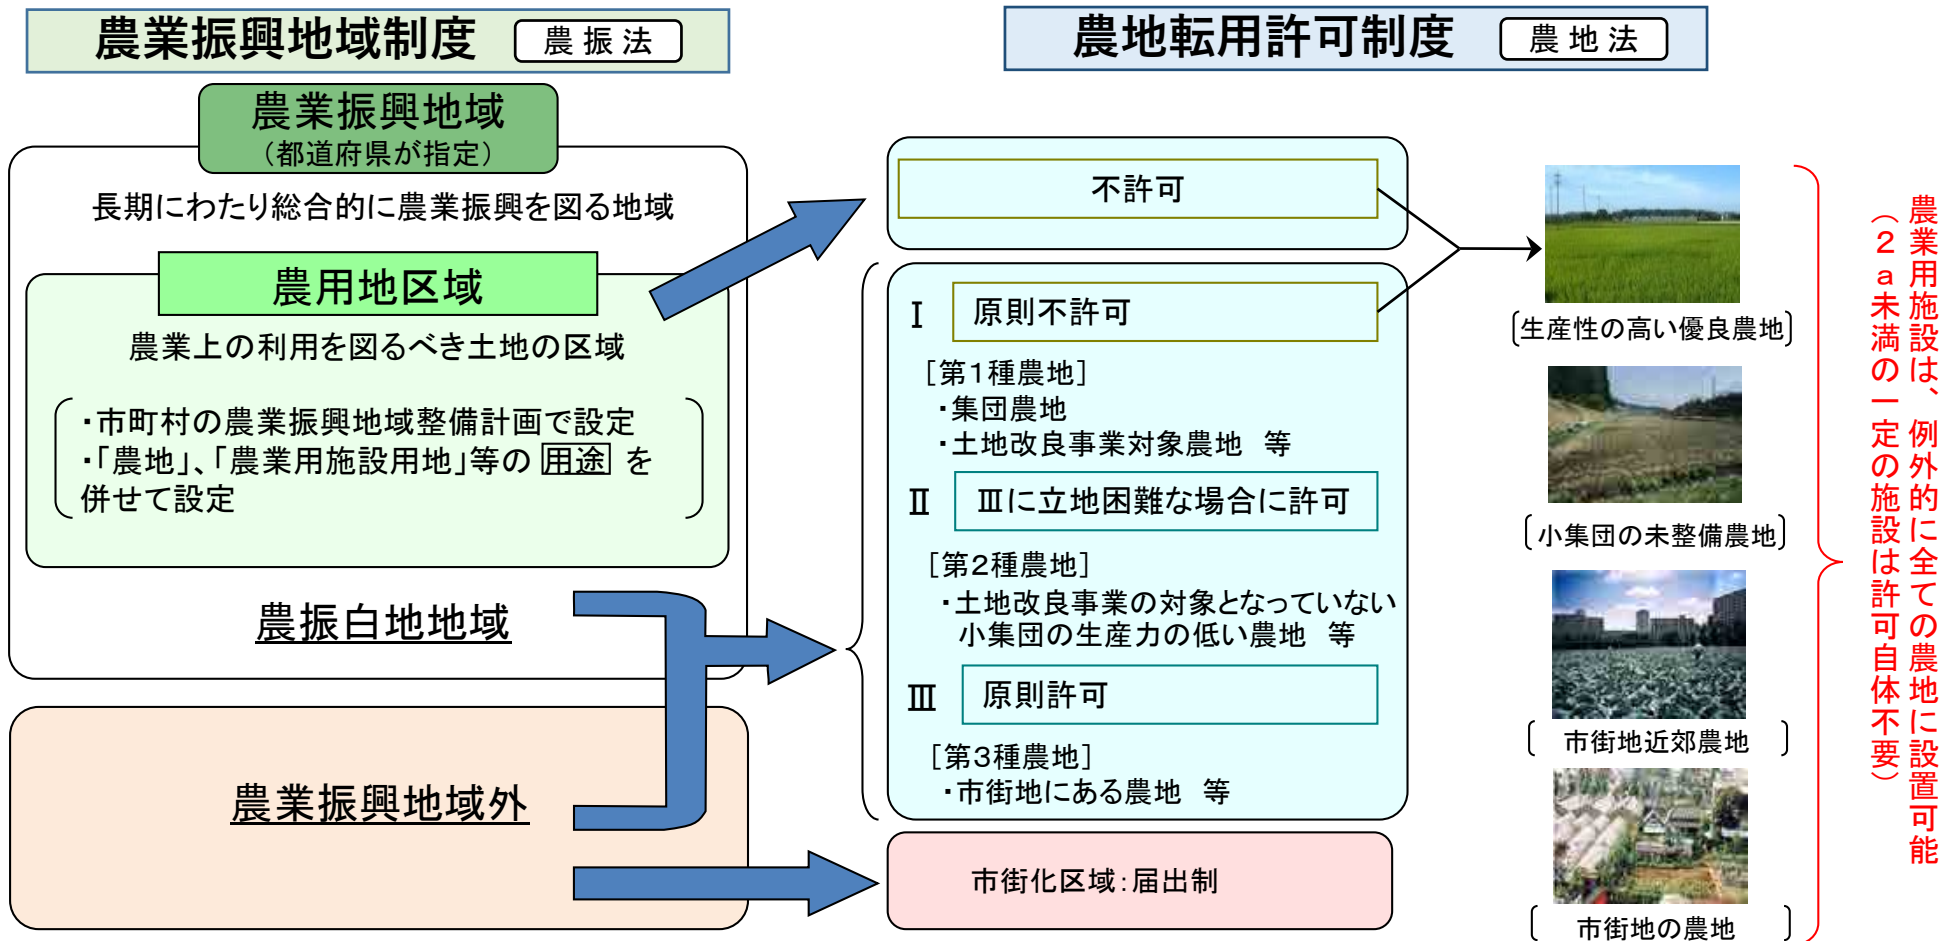 農業振興地域制度 農振法
農業振興地域
（都道府県が指定）
長期にわたり総合的に農業振興を図る地域
農用地区域
農業上の利用を図るべき土地の区域
・市町村の農業振興地域整備計画で設定
・「農地」、「農業用施設用地」等の 用途 を
併せて設定
農振白地地域
農業振興地域外
農地転用許可制度 農地法
不許可
Ⅰ 原則不許可
［第1種農地］
・集団農地
・土地改良事業対象農地 等
Ⅱ Ⅲに立地困難な場合に許可
［第2種農地］
・土地改良事業の対象となっていない
小集団の生産力の低い農地 等
Ⅲ 原則許可
［第3種農地］
・市街地にある農地 等
市街化区域：届出制
〔生産性の高い優良農地〕
〔小集団の未整備農地〕
〔 市街地近郊農地 〕
〔 市街地の農地 〕
農業用施設は、例外的に全ての農地に設置可能
（２ａ未満の一定の施設は許可自体不要）